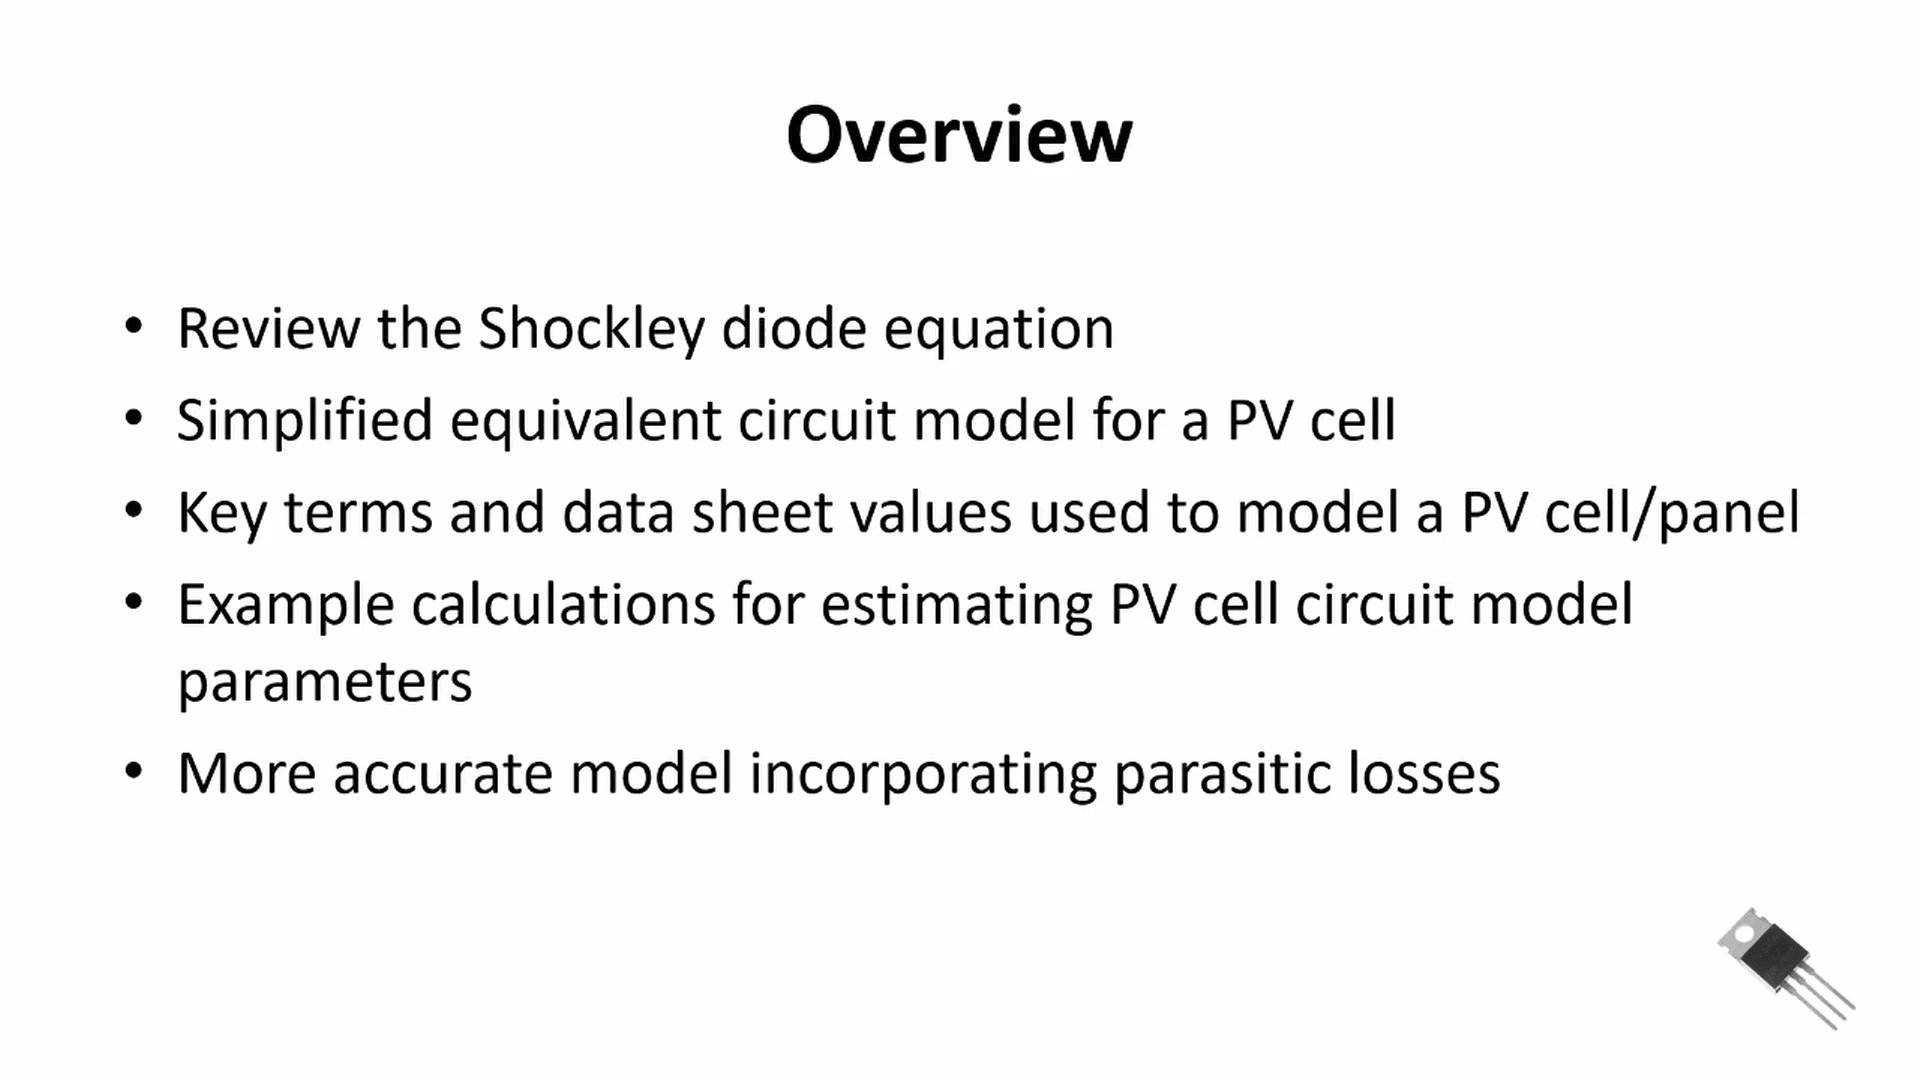 Overview
• Review the Shockley diode equation
• Simplified equivalent circuit model for a PV cell
• Key terms and data sheet values used to model a PV cell/panel
• Example calculations for estimating PV cell circuit model
parameters
• More accurate model incorporating parasitic losses